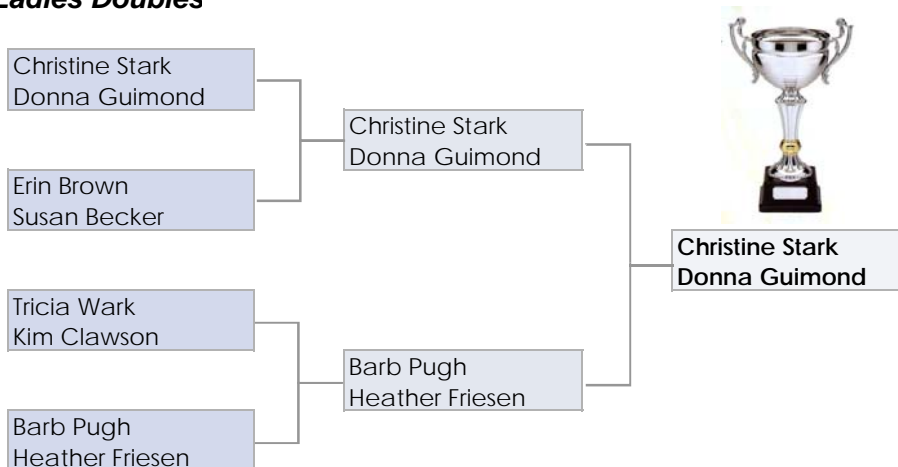 Ladies Doubles
Christine Stark
Donna Guimond
Erin Brown
Susan Becker
Tricia Wark
Kim Clawson
Barb Pugh
Heather Friesen
Christine Stark
Donna Guimond
Barb Pugh
Heather Friesen
Christine Stark
Donna Guimond